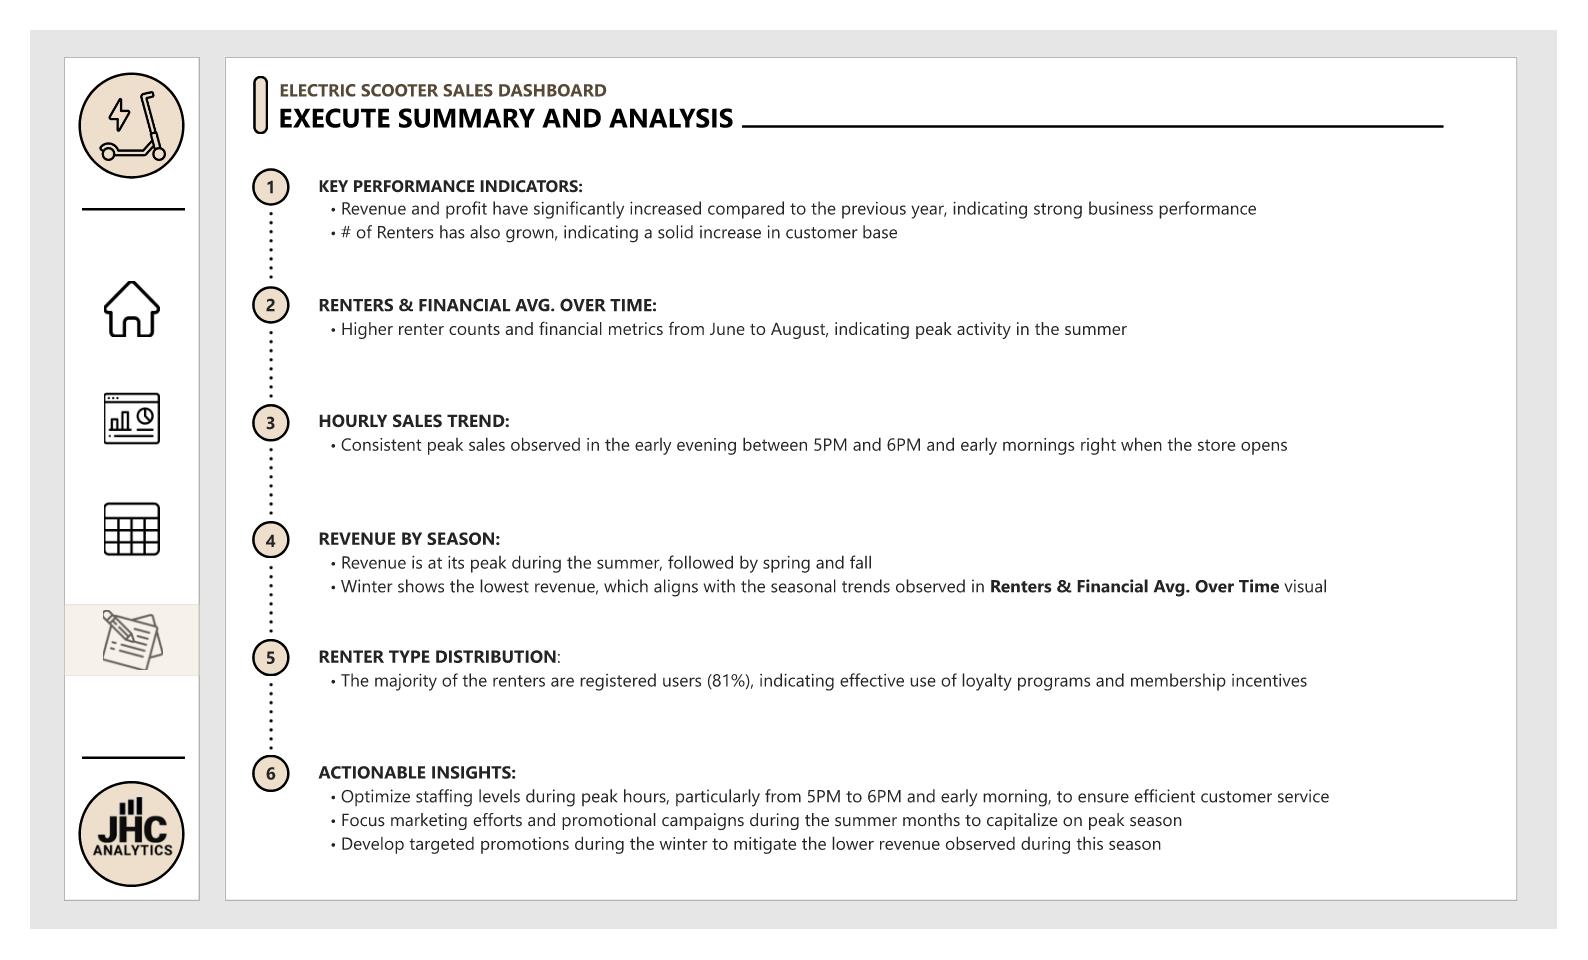 ELECTRIC SCOOTER SALES DASHBOARD
EXECUTE SUMMARY AND ANALYSIS
1
KEY PERFORMANCE INDICATORS:
• Revenue and profit have significantly increased compared to the previous year, indicating strong business performance
• # of Renters has also grown, indicating a solid increase in customer base
2
RENTERS & FINANCIAL AVG. OVER TIME:
• Higher renter counts and financial metrics from June to August, indicating peak activity in the summer
3
HOURLY SALES TREND:
• Consistent peak sales observed in the early evening between 5PM and 6PM and early mornings right when the store opens
4
REVENUE BY SEASON:
• Revenue is at its peak during the summer, followed by spring and fall
• Winter shows the lowest revenue, which aligns with the seasonal trends observed in Renters & Financial Avg. Over Time visual
5
RENTER TYPE DISTRIBUTION:
• The majority of the renters are registered users (81%), indicating effective use of loyalty programs and membership incentives
6
ACTIONABLE INSIGHTS:
• Optimize staffing levels during peak hours, particularly from 5PM to 6PM and early morning, to ensure efficient customer service
• Focus marketing efforts and promotional campaigns during the summer months to capitalize on peak season
• Develop targeted promotions during the winter to mitigate the lower revenue observed during this season
JHC
ANALYTICS